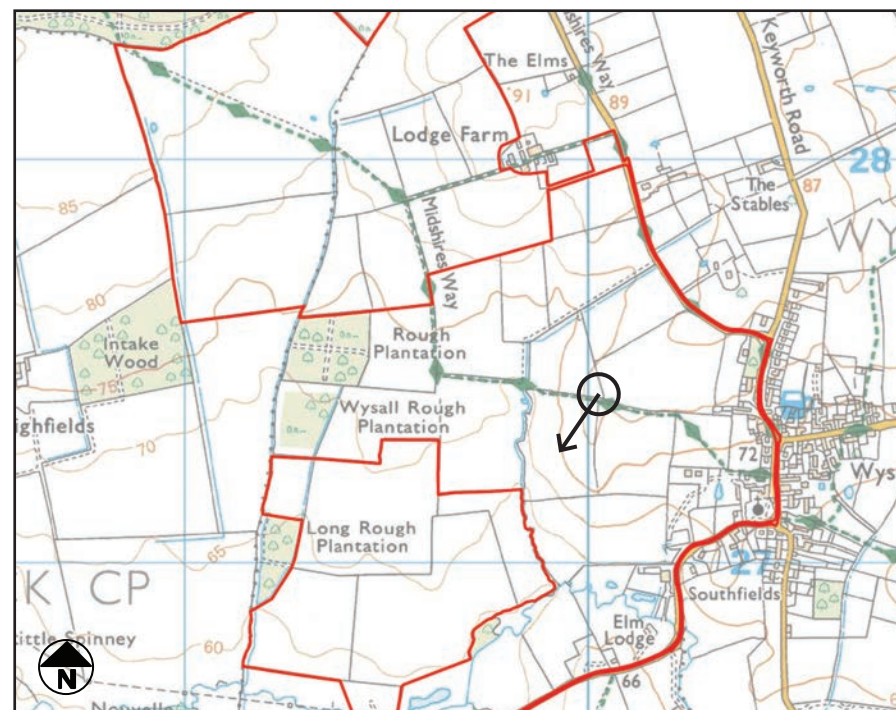 The Elms
91
dshires Way
89
Keyworth Road
Lodge Farm
28
The
Stables
87
WY
85
Midshires Way
80
Intake
Wood
75
Rough
Plantation
ighfields
70
Wysall Rough
Plantation
72
Wys
Long Rough
Plantation
65
27
Southfields
K CP
ittle Spinney
60
Elm
Lodge
66
N